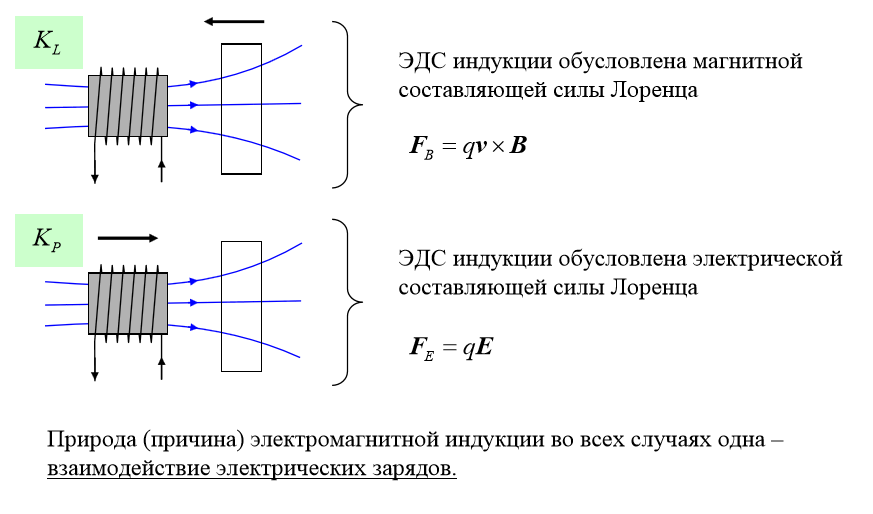 K_L
ЭДС индукции обусловлена магнитной
составляющей силы Лоренца
F_B = qv × B
K_P
ЭДС индукции обусловлена электрической
составляющей силы Лоренца
F_E = qE
Природа (причина) электромагнитной индукции во всех случаях одна –
взаимодействие электрических зарядов.